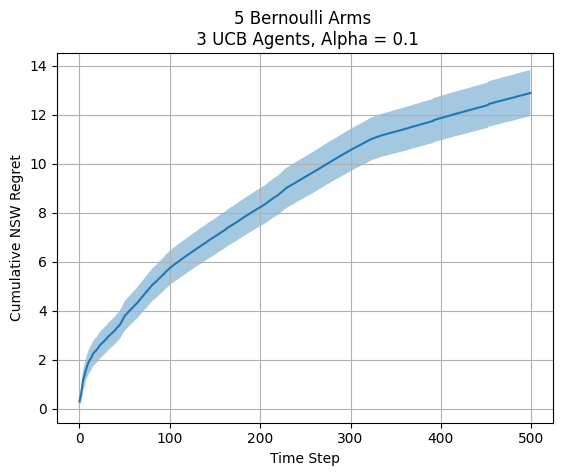 5 Bernoulli Arms
3 UCB Agents, Alpha = 0.1
14
12
10
8
6
4
2
0
Cumulative NSW Regret
0 100 200 300 400 500
Time Step